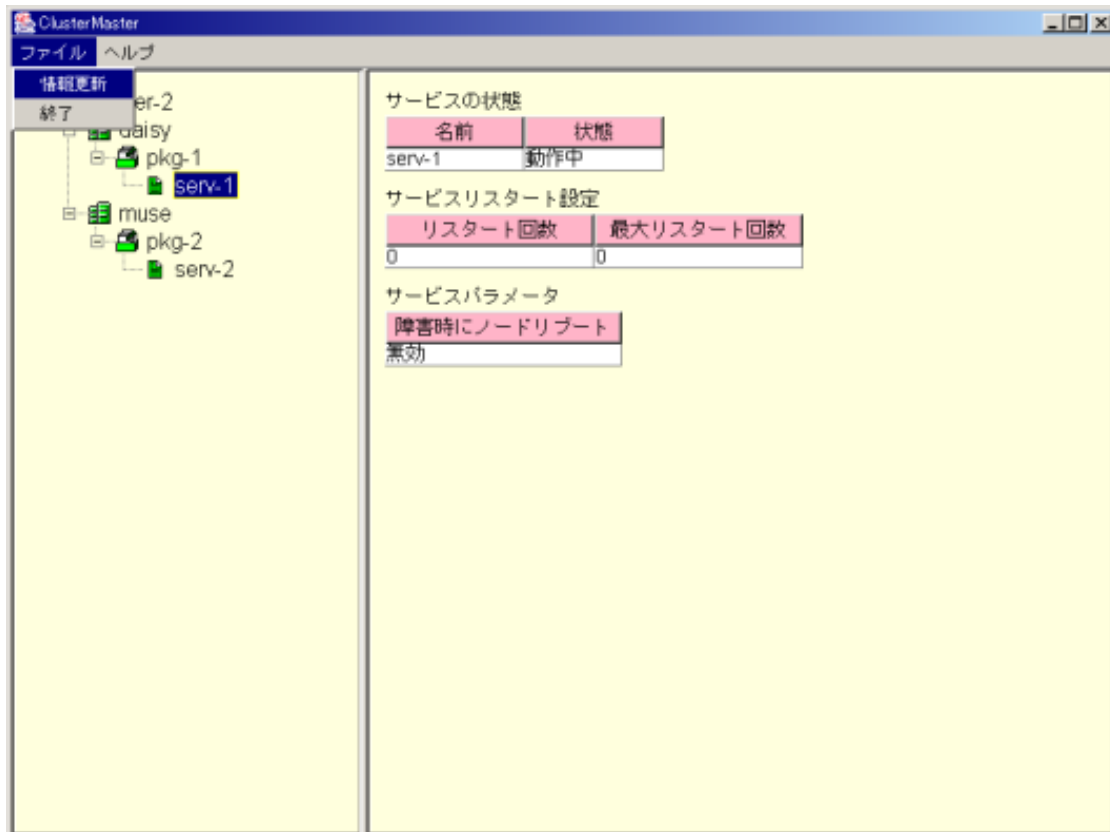 ClusterMaster
ファイル ヘルプ
情報更新
終了
er-2
daisy
pkg-1
serv-1
muse
pkg-2
serv-2
サービスの状態
名前 状態
serv-1 動作中
サービスリスタート設定
リスタート回数 最大リスタート回数
0 0
サービスパラメータ
障害時にノードリブート
無効